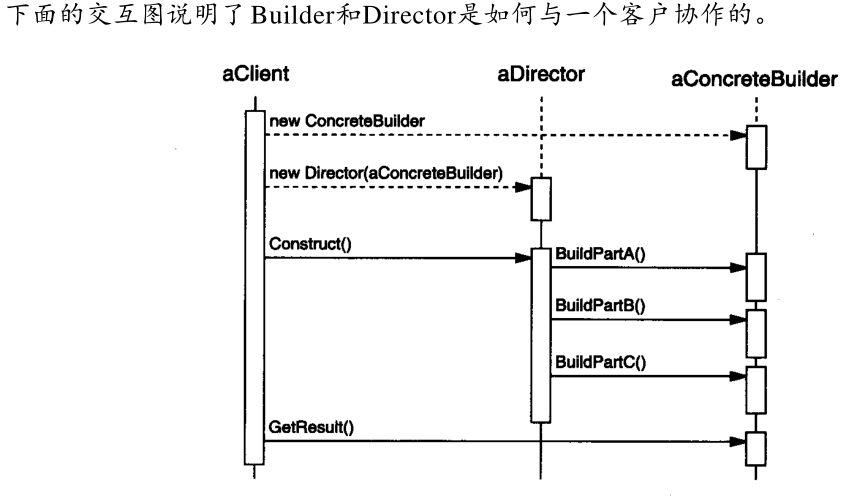 下面的交互图说明了Builder和Director是如何与一个客户协作的。
aClient aDirector aConcreteBuilder
new ConcreteBuilder
new Director(aConcreteBuilder)
Construct()
BuildPartA()
BuildPartB()
BuildPartC()
GetResult()